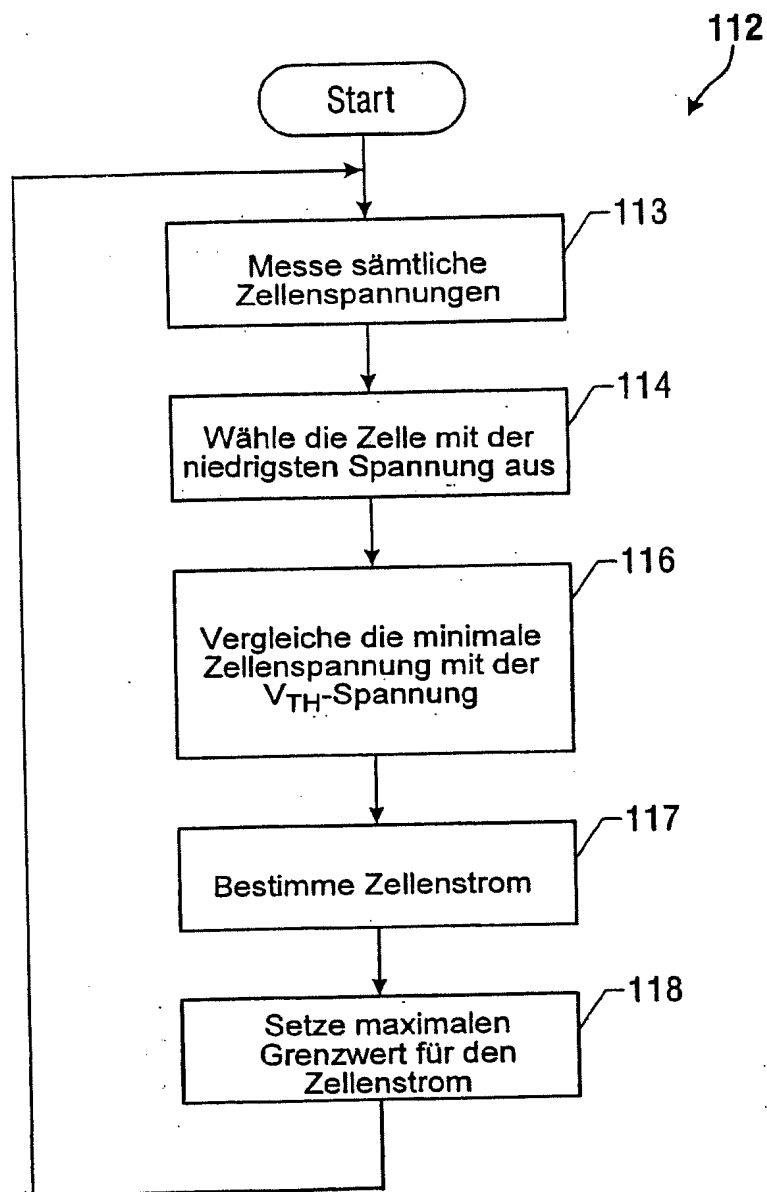 112
Start
113
Messe sämtliche
Zellenspannungen
114
Wähle die Zelle mit der
niedrigsten Spannung aus
116
Vergleiche die minimale
Zellenspannung mit der
VTH-Spannung
117
Bestimme Zellenstrom
118
Setze maximalen
Grenzwert für den
Zellenstrom